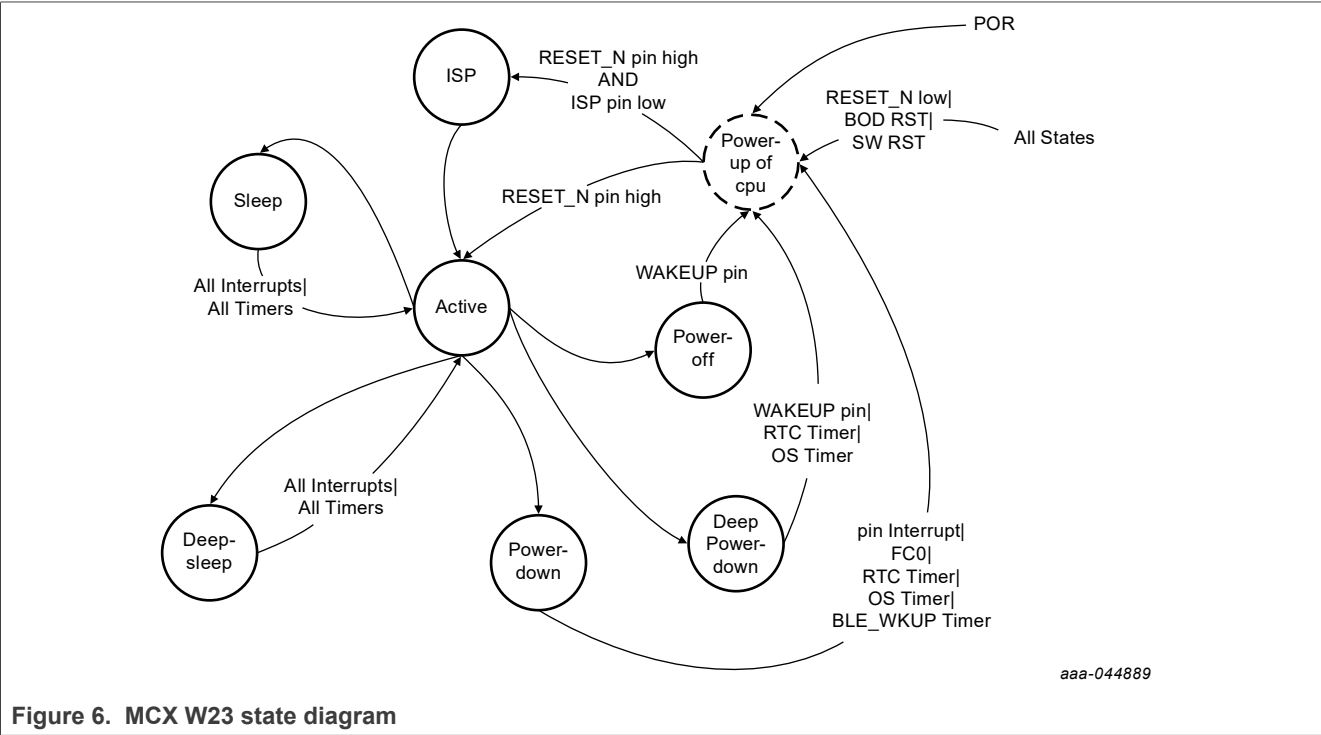 POR
ISP
RESET_N pin high
AND
ISP pin low
RESET_N low|
BOD RST|
SW RST
All States
Power-
up of
cpu
Sleep
RESET_N pin high
All Interrupts|
All Timers
Active
WAKEUP pin
Power-
off
WAKEUP pin|
RTC Timer|
OS Timer
All Interrupts|
All Timers
Deep-
sleep
Power-
down
Deep
Power-
down
pin Interrupt|
FC0|
RTC Timer|
OS Timer|
BLE_WKUP Timer
aaa-044889
Figure 6. MCX W23 state diagram